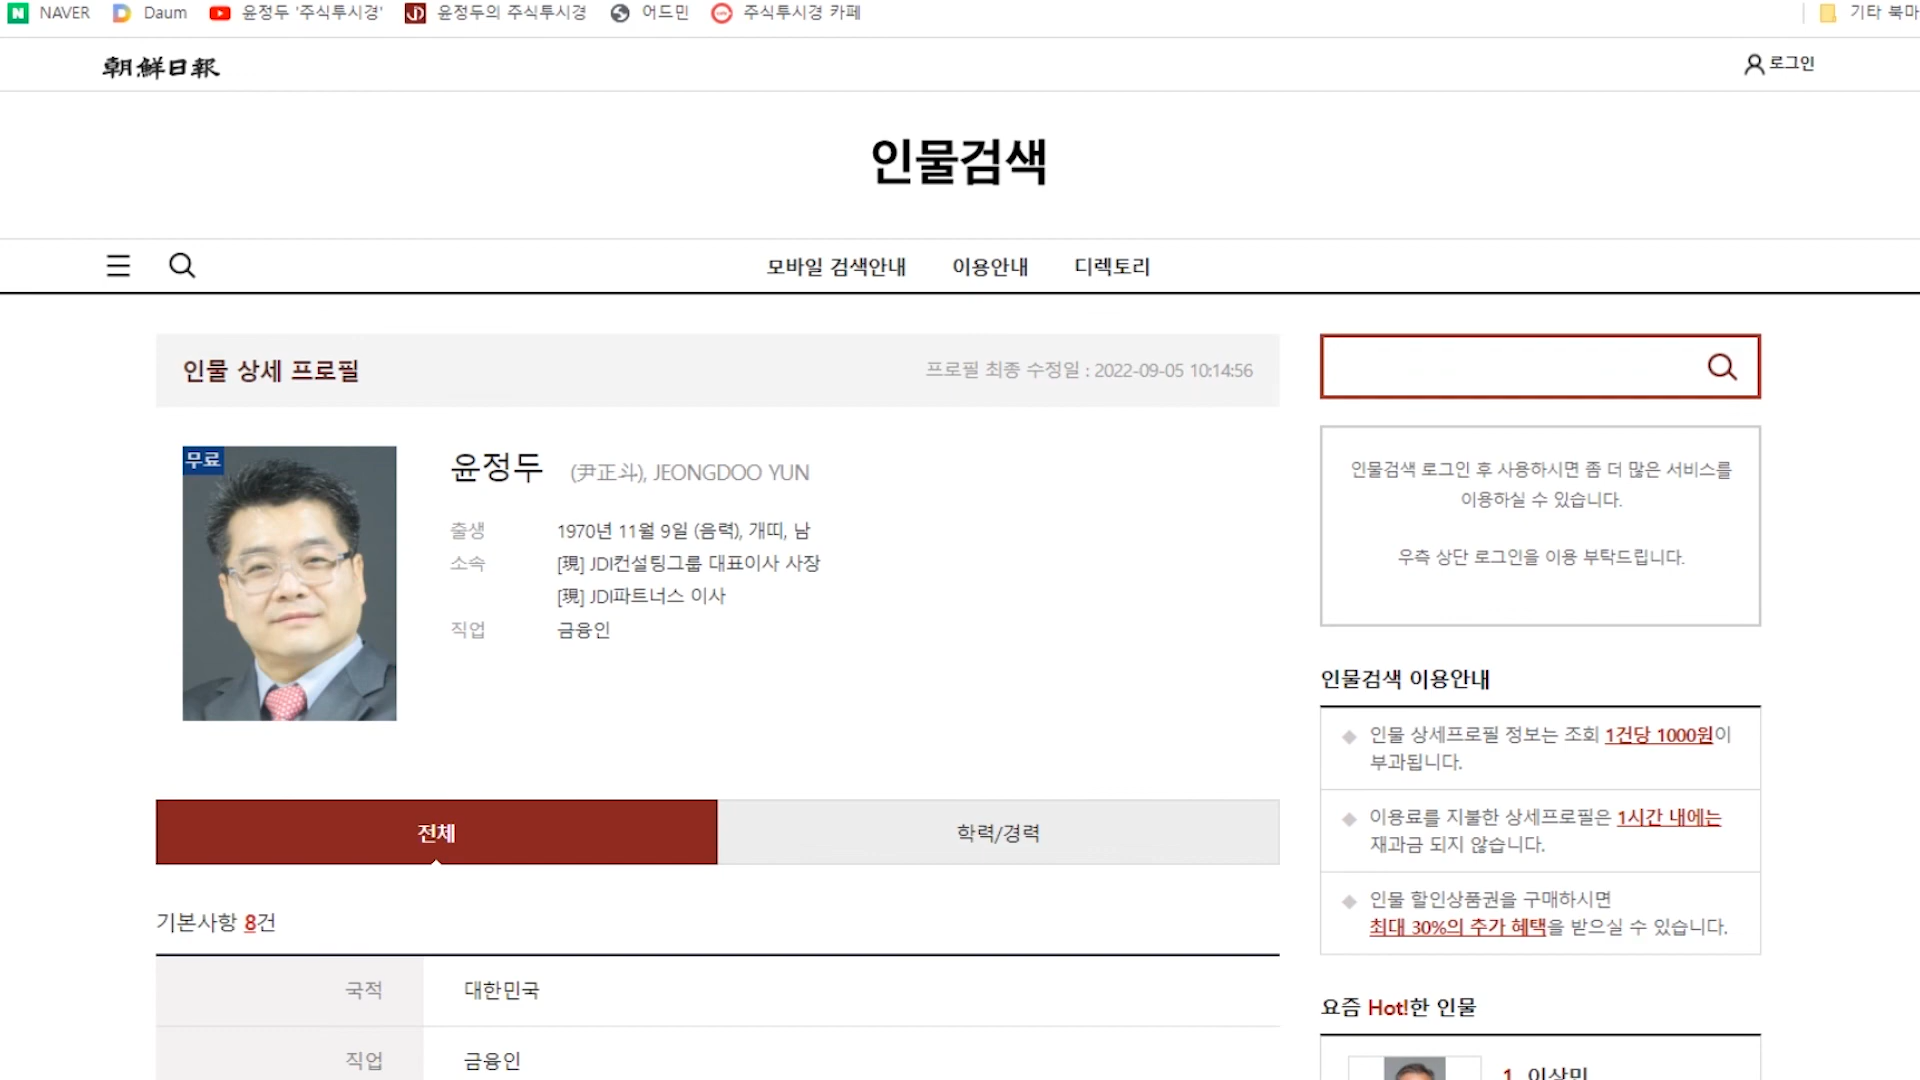 NAVER Daum 윤정두 '주식투시경' JD 윤정두의 주식투시경 어드민 주식투시경 카페 기타 북마
朝鮮日報
로그인
인물검색
모바일 검색안내 이용안내 디렉토리
인물 상세 프로필
프로필 최종 수정일 : 2022-09-05 10:14:56
무료
윤정두 (尹正斗), JEONGDOO YUN
출생 1970년 11월 9일 (음력), 개띠, 남
소속 [現] JDI컨설팅그룹 대표이사 사장
[現] JDI파트너스 이사
직업 금융인
전체 학력/경력
기본사항 8건
국적 대한민국
직업 금융인
인물검색 로그인 후 사용하시면 좀 더 많은 서비스를
이용하실 수 있습니다.
우측 상단 로그인을 이용 부탁드립니다.
인물검색 이용안내
인물 상세프로필 정보는 조회 1건당 1000원이
부과됩니다.
이용료를 지불한 상세프로필은 1시간 내에는
재과금 되지 않습니다.
인물 할인상품권을 구매하시면
최대 30%의 추가 혜택을 받으실 수 있습니다.
요즘 Hot!한 인물
1 이상민